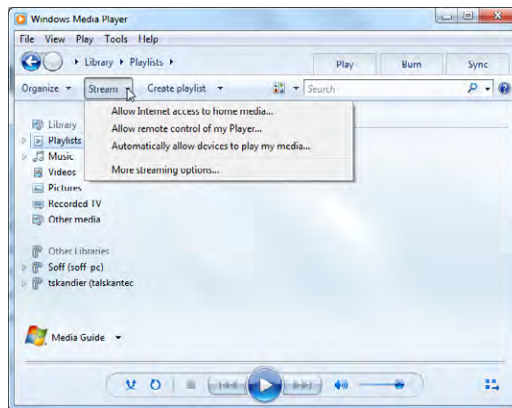 Windows Media Player
File View Play Tools Help
Library Playlists
Play Burn Sync
Organize Stream Create playlist Search
Allow Internet access to home media...
Allow remote control of my Player...
Automatically allow devices to play my media...
More streaming options...
Library
Playlists
Music
Videos
Pictures
Recorded TV
Other media
Other Libraries
Soff (soff-pc)
tskandier (talskantec
Media Guide